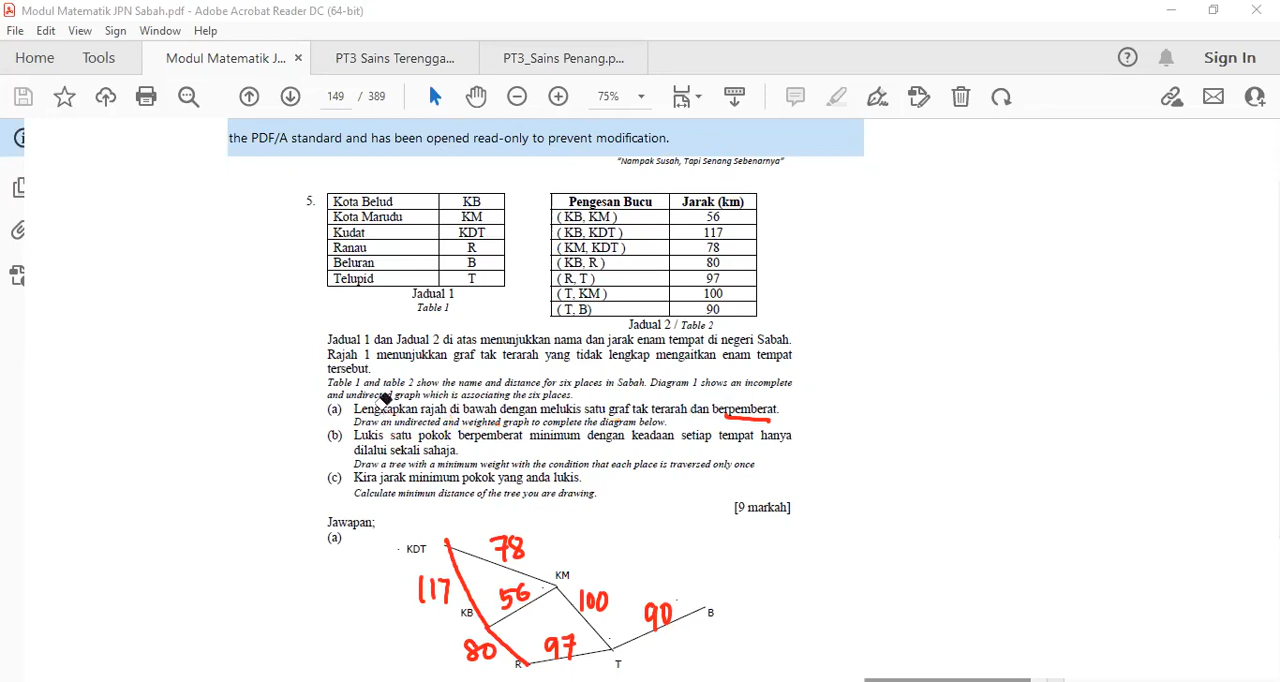 Modul Matematik JPN Sabah.pdf - Adobe Acrobat Reader DC (64-bit)
File Edit View Sign Window Help
Home Tools Modul Matematik J... × PT3 Sains Terengga... PT3_Sains Penang.p... Sign In
149 / 389 75%
the PDF/A standard and has been opened read-only to prevent modification.
"Nampak Susah, Tapi Senang Sebenarnya"
5.
Kota Belud KB
Kota Marudu KM
Kudat KDT
Ranau R
Beluran B
Telupid T
Jadual 1
Table 1
Pengesan Bucu Jarak (km)
( KB, KM ) 56
( KB, KDT ) 117
( KM, KDT ) 78
( KB, R ) 80
( R, T ) 97
( T, KM ) 100
( T, B) 90
Jadual 2 / Table 2
Jadual 1 dan Jadual 2 di atas menunjukkan nama dan jarak enam tempat di negeri Sabah.
Rajah 1 menunjukkan graf tak terarah yang tidak lengkap mengaitkan enam tempat
tersebut.
Table 1 and table 2 show the name and distance for six places in Sabah. Diagram 1 shows an incomplete
and undirected graph which is associating the six places.
(a) Lengkapkan rajah di bawah dengan melukis satu graf tak terarah dan berpemberat.
Draw an undirected and weighted graph to complete the diagram below.
(b) Lukis satu pokok berpemberat minimum dengan keadaan setiap tempat hanya
dilalui sekali sahaja.
Draw a tree with a minimum weight with the condition that each place is traversed only once
(c) Kira jarak minimum pokok yang anda lukis.
Calculate minimun distance of the tree you are drawing.
[9 markah]
Jawapan;
(a)
KDT 78
KM
117 56 100
KB 90 B
80 97
R T